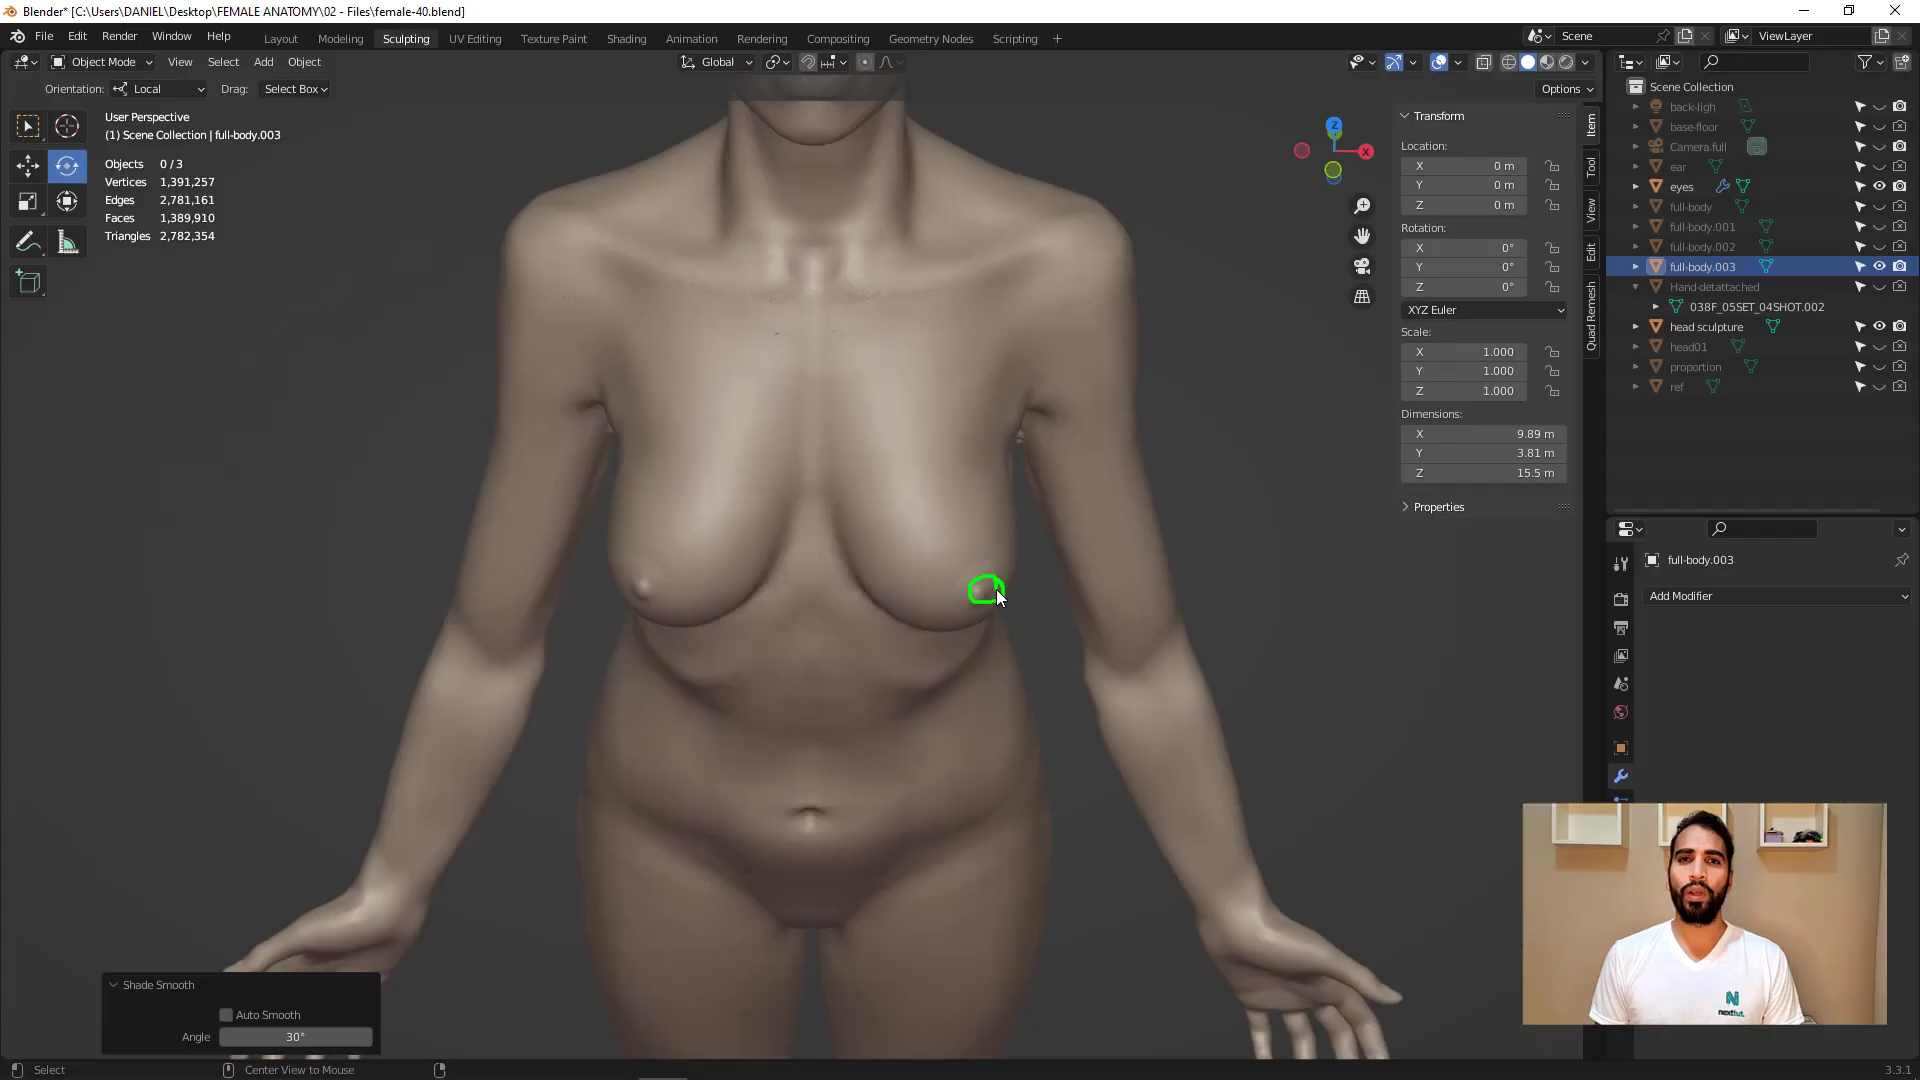 Blender* [C:\Users\DANIEL\Desktop\FEMALE ANATOMY\02 - Files\female-40.blend]
File Edit Render Window Help
Layout Modeling Sculpting UV Editing Texture Paint Shading Animation Rendering Compositing Geometry Nodes Scripting +
Scene
ViewLayer
Object Mode View Select Add Object
Global
Orientation: Local Drag: Select Box
Options
User Perspective
(1) Scene Collection | full-body.003
Objects 0 / 3
Vertices 1,391,257
Edges 2,781,161
Faces 1,389,910
Triangles 2,782,354
Z
X
Transform
Location:
X 0 m
Y 0 m
Z 0 m
Rotation:
X 0°
Y 0°
Z 0°
XYZ Euler
Scale:
X 1.000
Y 1.000
Z 1.000
Dimensions:
X 9.89 m
Y 3.81 m
Z 15.5 m
Properties
Item
Tool
View
Edit
Quad Remesh
Scene Collection
back-ligh
base-floor
Camera.full
ear
eyes
full-body
full-body.001
full-body.002
full-body.003
Hand-detattached
038F_05SET_04SHOT.002
head sculpture
head01
proportion
ref
full-body.003
Add Modifier
N
nexttut.
Shade Smooth
Auto Smooth
Angle 30°
Select
Center View to Mouse
3.3.1